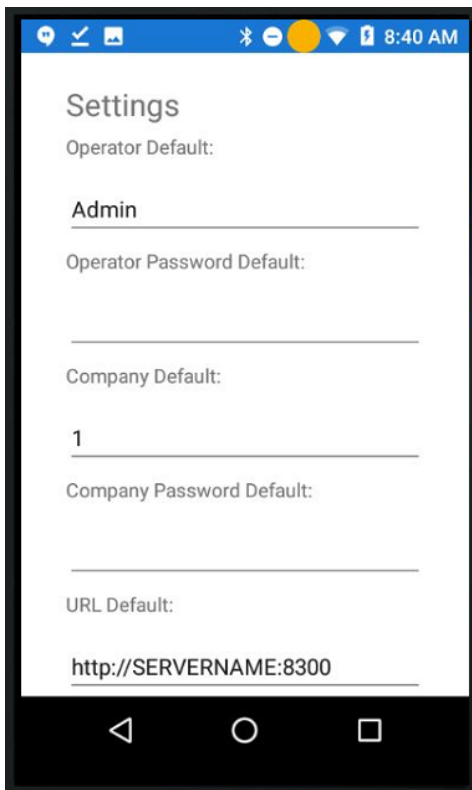 8:40 AM
Settings
Operator Default:
Admin
Operator Password Default:
Company Default:
1
Company Password Default:
URL Default:
http://SERVERNAME:8300